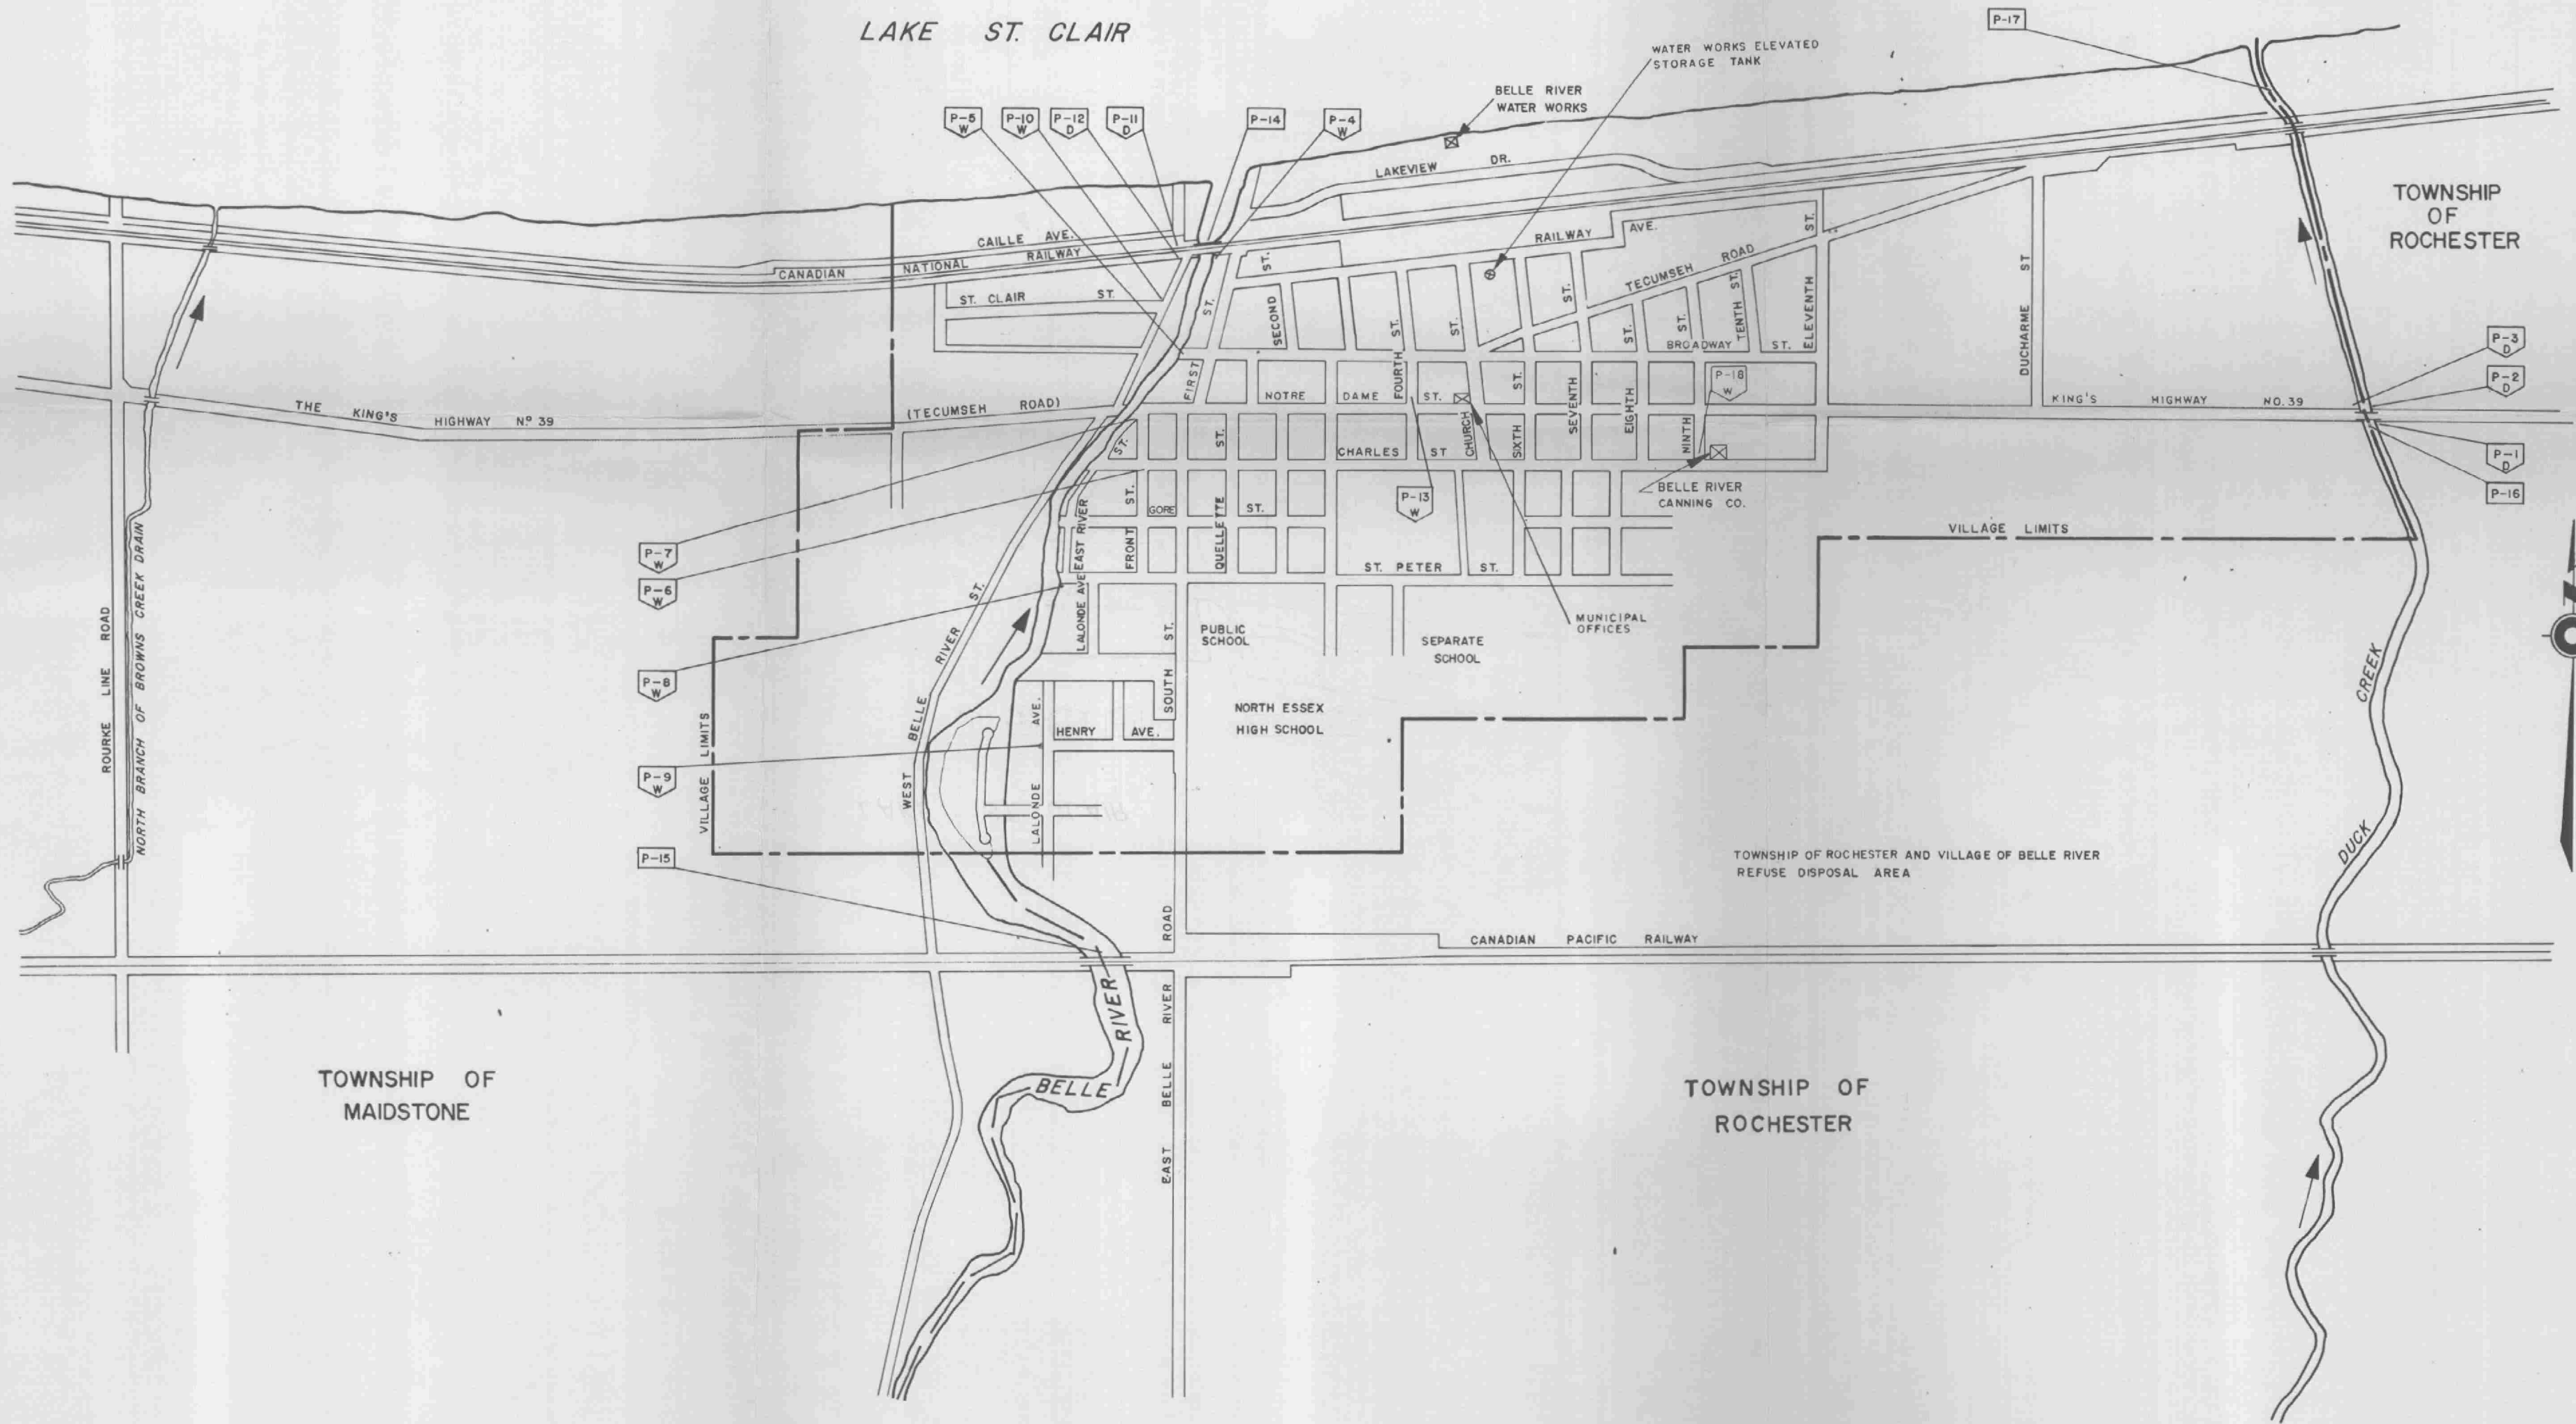 LAKE ST. CLAIR
P-17
WATER WORKS ELEVATED
STORAGE TANK
BELLE RIVER
WATER WORKS
P-5
W
P-10
W
P-12
D
P-11
D
P-14
P-4
W
LAKEVIEW DR.
TOWNSHIP
OF
ROCHESTER
CAILLE AVE.
CANADIAN NATIONAL RAILWAY
RAILWAY AVE.
TECUMSEH ROAD
ST. CLAIR ST.
ST.
ST.
SECOND
ST.
ST.
ST.
ST.
ST.
TENTH ST.
ELEVENTH ST.
DUCHARME ST
BROADWAY ST.
P-3
D
P-2
D
THE KING'S HIGHWAY Nº 39
(TECUMSEH ROAD)
FIRST
NOTRE DAME ST.
FOURTH
ST.
SEVENTH
EIGHTH
P-18
W
KING'S HIGHWAY NO. 39
ST.
ST.
CHARLES ST
CHURCH
SIXTH
NINTH
P-1
D
P-16
BELLE RIVER
CANNING CO.
P-13
W
GORE ST.
EAST RIVER
FRONT ST.
QUELLETTE
VILLAGE LIMITS
P-7
W
P-6
W
ST. PETER ST.
LALONDE AVE
MUNICIPAL
OFFICES
PUBLIC
SCHOOL
SEPARATE
SCHOOL
P-8
W
SOUTH ST.
NORTH ESSEX
HIGH SCHOOL
HENRY AVE.
LALONDE AVE.
WEST BELLE RIVER ST.
VILLAGE LIMITS
P-9
W
P-15
ROURKE LINE ROAD
NORTH BRANCH OF BROWNS CREEK DRAIN
TOWNSHIP OF ROCHESTER AND VILLAGE OF BELLE RIVER
REFUSE DISPOSAL AREA
DUCK CREEK
CANADIAN PACIFIC RAILWAY
EAST BELLE RIVER ROAD
BELLE RIVER
TOWNSHIP OF
MAIDSTONE
TOWNSHIP OF
ROCHESTER